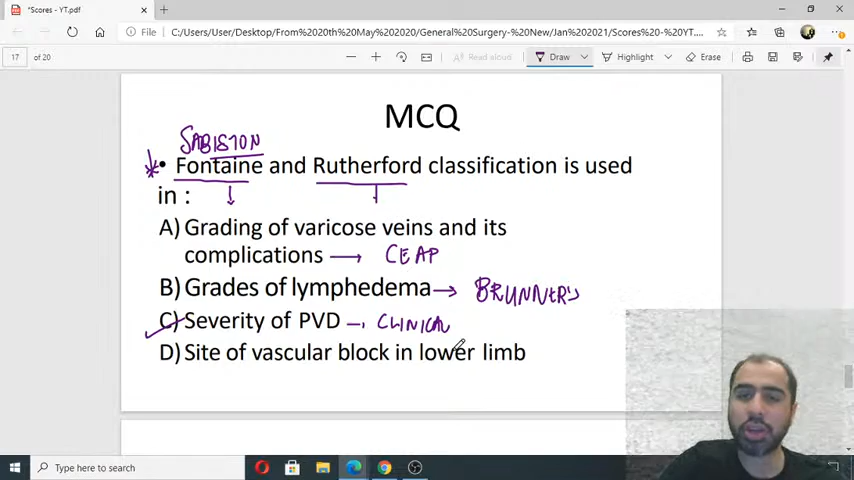 *Scores - YT.pdf
File
C:/Users/User/Desktop/From%2020th%20May%202020/General%20Surgery-%20New/Jan%202021/Scores%20-%20YT....
17 of 20
Read aloud
Draw
Highlight
Erase
MCQ
SABISTON
• Fontaine and Rutherford classification is used
in :
A) Grading of varicose veins and its
complications → CEAP
B) Grades of lymphedema → BRUNNER'S
C) Severity of PVD → CLINICAL
D) Site of vascular block in lower limb
Type here to search